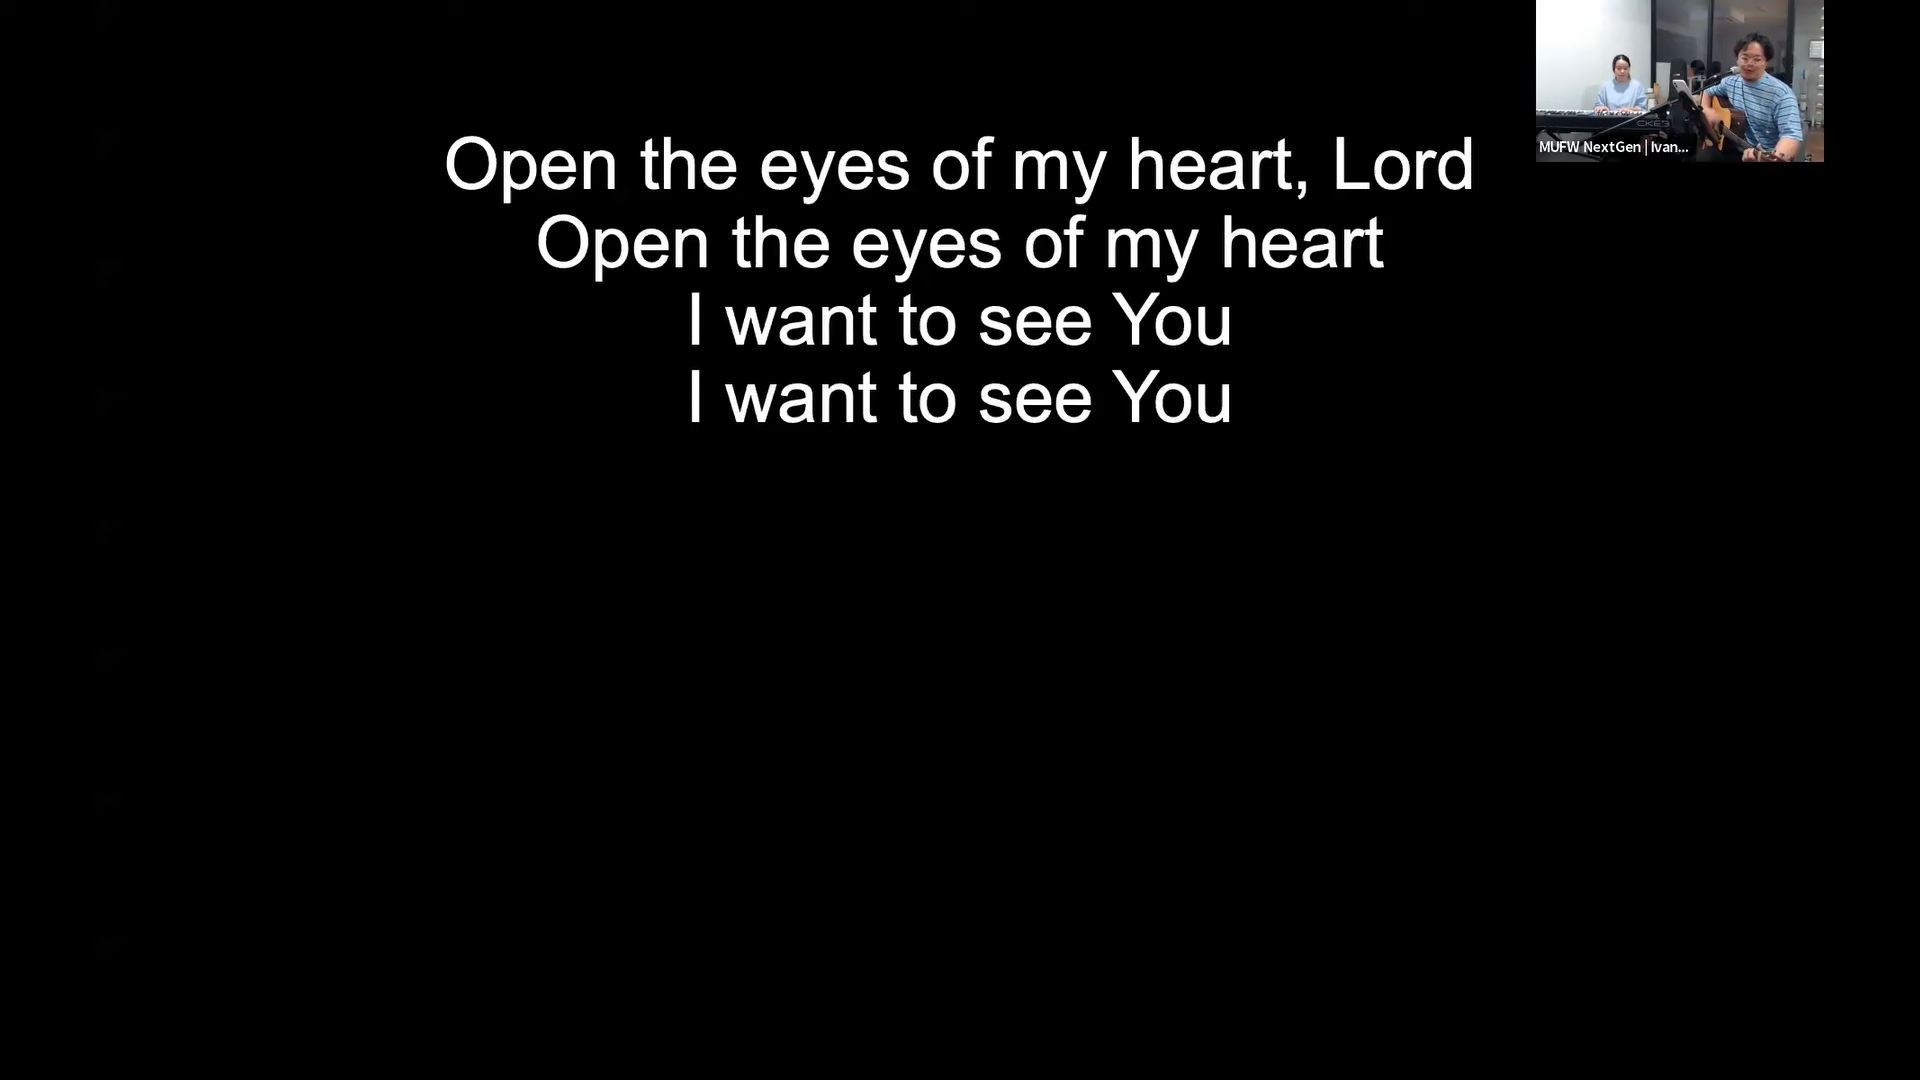 Open the eyes of my heart, Lord
Open the eyes of my heart
I want to see You
I want to see You
MUFW NextGen | Ivan...